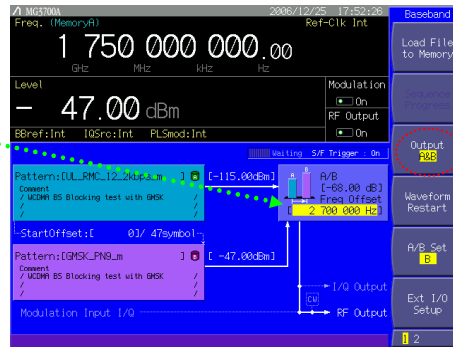 MG3700A 2006/12/25 17:52:26
Freq. (MemoryA) Ref-Clk Int
1 750 000 000.00
GHz MHz kHz Hz
Level
- 47.00 dBm
Modulation
On
RF Output
On
BBref:Int IQSrc:Int PLSmod:Int
Waiting S/F Trigger : On
Pattern:[UL_RMC_12_2kbps_m ] [-115.00dBm]
Comment
/ WCDMA BS Blocking test with GMSK /
/ /
/ /
StartOffset:[ 0]/ 47symbol
Pattern:[GMSK_PN9_m ] [ -47.00dBm]
Comment
/ WCDMA BS Blocking test with GMSK /
/ /
/ /
Modulation Input I/Q
A B
A/B
[-68.00 dB]
Freq Offset
[ 2 700 000 Hz]
I/Q Output
CW
RF Output
Baseband
Load File
to Memory
Sequence
Progress
Output
A&B
Waveform
Restart
A/B Set
B
Ext I/O
Setup
1 2